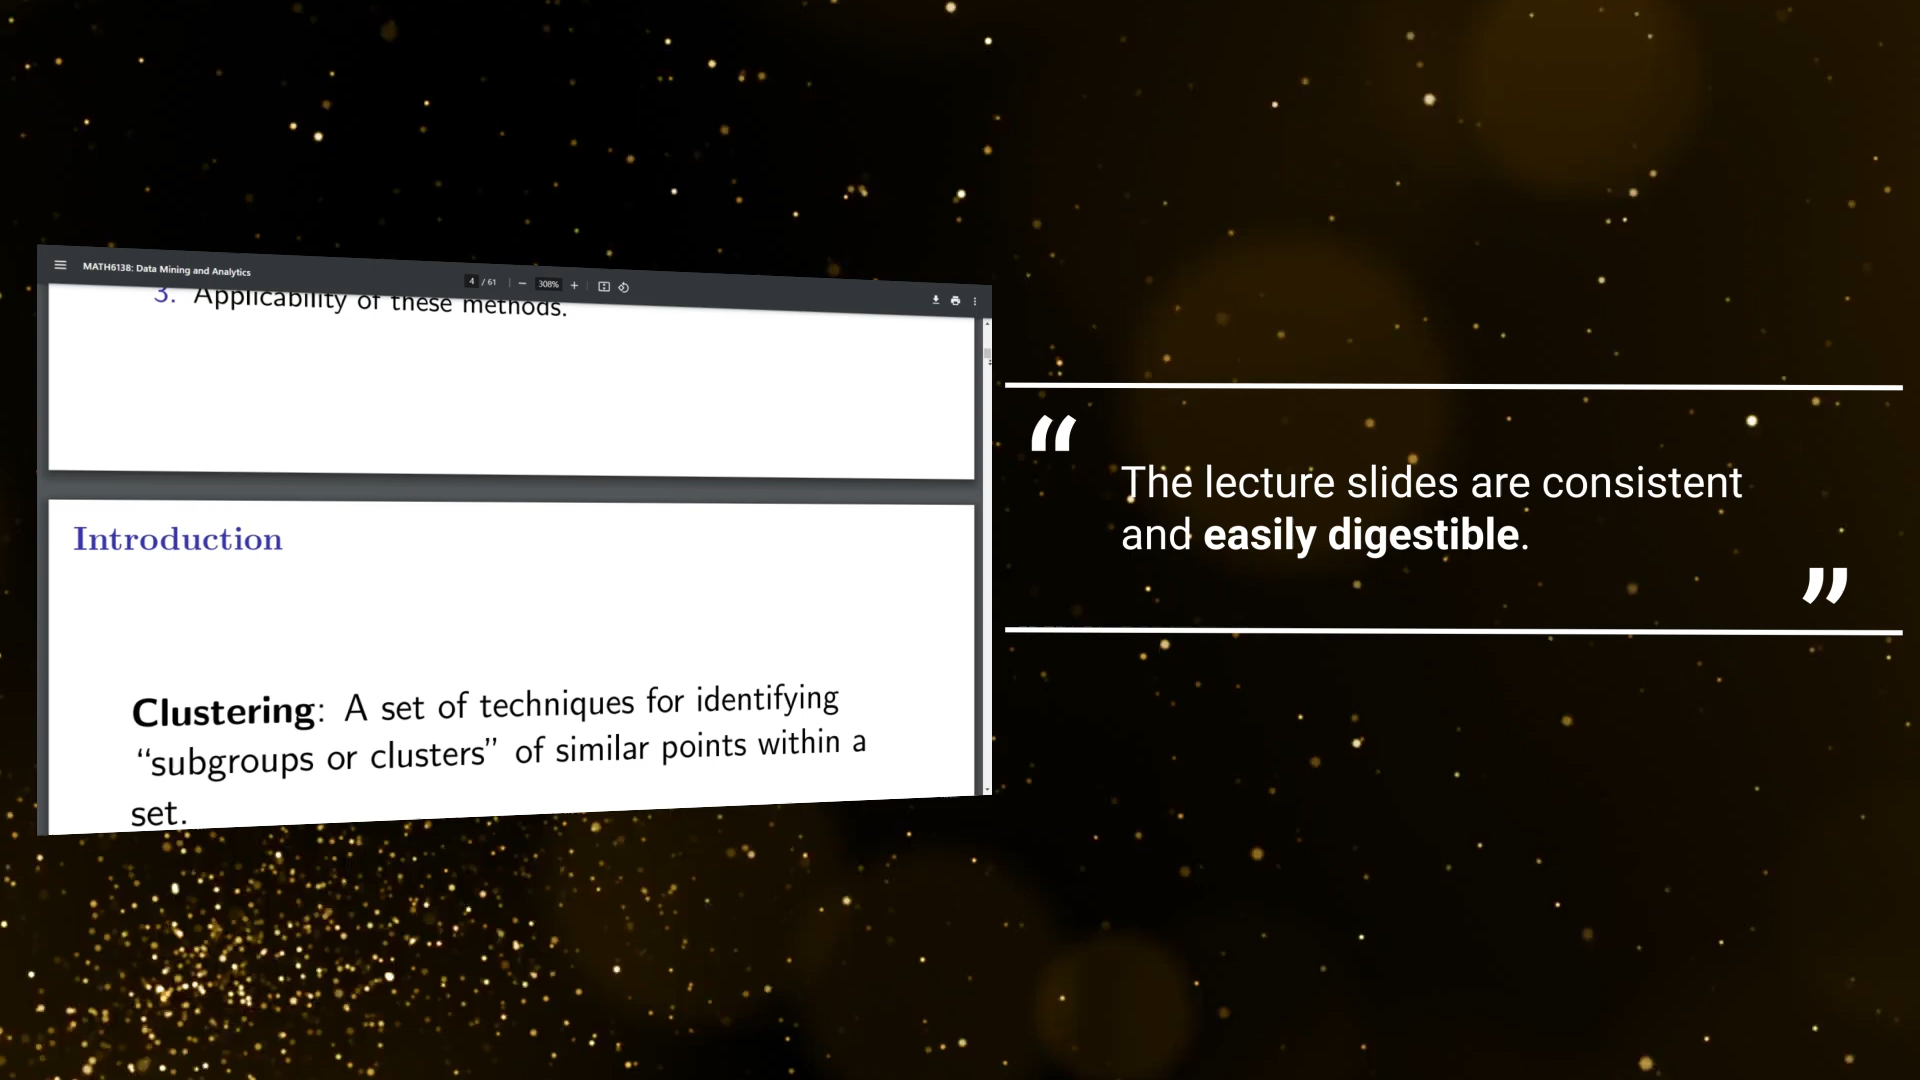 MATH6138: Data Mining and Analytics
4 / 61
308%
3. Applicability of these methods.
Introduction
Clustering: A set of techniques for identifying
“subgroups or clusters” of similar points within a
set.
“
The lecture slides are consistent
and easily digestible.
”